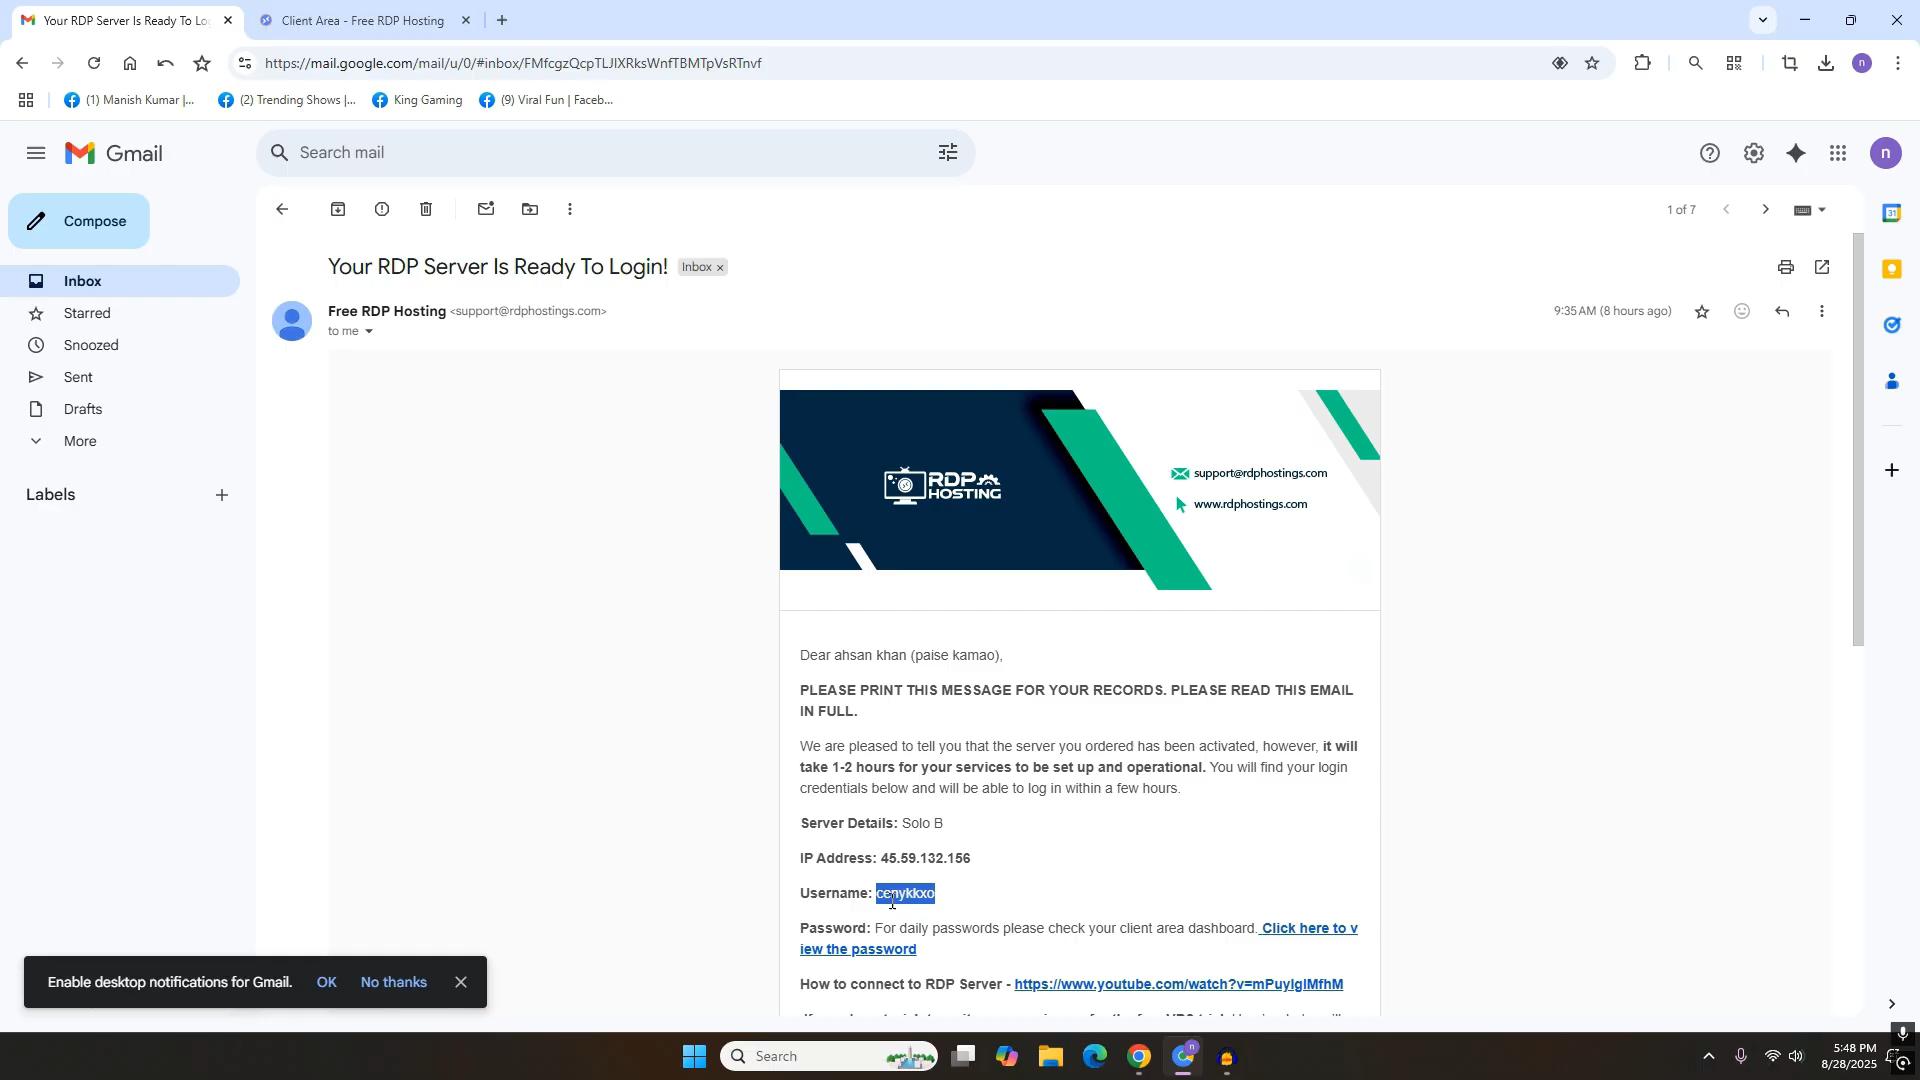 Your RDP Server Is Ready To Lo
Client Area - Free RDP Hosting
https://mail.google.com/mail/u/0/#inbox/FMfcgzQcpTLJlXRksWnfTBMTpVsRTnvf
n
(1) Manish Kumar |...
(2) Trending Shows |...
King Gaming
(9) Viral Fun | Faceb...
Gmail
Search mail
n
Compose
1 of 7
31
Inbox
Starred
Snoozed
Sent
Drafts
More
Labels
Your RDP Server Is Ready To Login!
Inbox ×
Free RDP Hosting <support@rdphostings.com>
9:35 AM (8 hours ago)
to me
RDP
HOSTING
support@rdphostings.com
www.rdphostings.com
Dear ahsan khan (paise kamao),
PLEASE PRINT THIS MESSAGE FOR YOUR RECORDS. PLEASE READ THIS EMAIL
IN FULL.
We are pleased to tell you that the server you ordered has been activated, however, it will
take 1-2 hours for your services to be set up and operational. You will find your login
credentials below and will be able to log in within a few hours.
Server Details: Solo B
IP Address: 45.59.132.156
Username: cenykkxo
Password: For daily passwords please check your client area dashboard. Click here to v
iew the password
How to connect to RDP Server - https://www.youtube.com/watch?v=mPuyIgIMfhM
Enable desktop notifications for Gmail.
OK
No thanks
Search
n
5:48 PM
8/28/2025